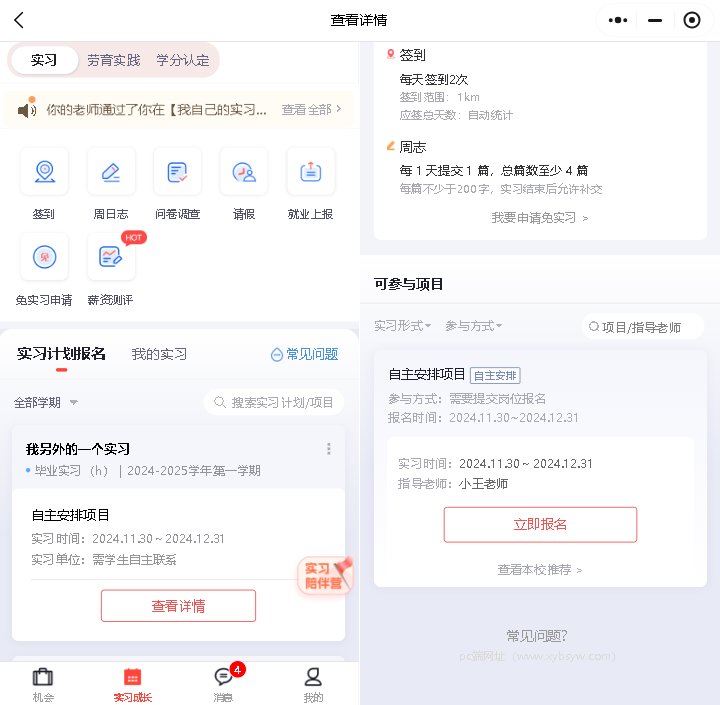 查看详情
实习
劳育实践
学分认定
你的老师通过了你在【我自己的实习...
查看全部 >
签到
周日志
问卷调查
请假
就业上报
免
HOT
免实习申请
薪资测评
实习计划报名
我的实习
常见问题
全部学期
搜索实习计划/项目
我另外的一个实习
毕业实习 （h） | 2024-2025学年第一学期
自主安排项目
实习时间：2024.11.30 ~ 2024.12.31
实习单位：需学生自主联系
实习
陪伴营
查看详情
机会
实习成长
4
消息
我的
签到
每天签到2次
签到范围：1km
应签总天数：自动统计
周志
每 1 天提交 1 篇，总篇数至少 4 篇
每篇不少于200字，实习结束后允许补交
我要申请免实习 >
可参与项目
实习形式
参与方式
项目/指导老师
自主安排项目
自主安排
参与方式：需要提交岗位报名
报名时间：2024.11.30~2024.12.31
实习时间：2024.11.30 ~ 2024.12.31
指导老师：小王老师
立即报名
查看本校推荐 >
常见问题?
pc端网址（www.xybsyw.com）